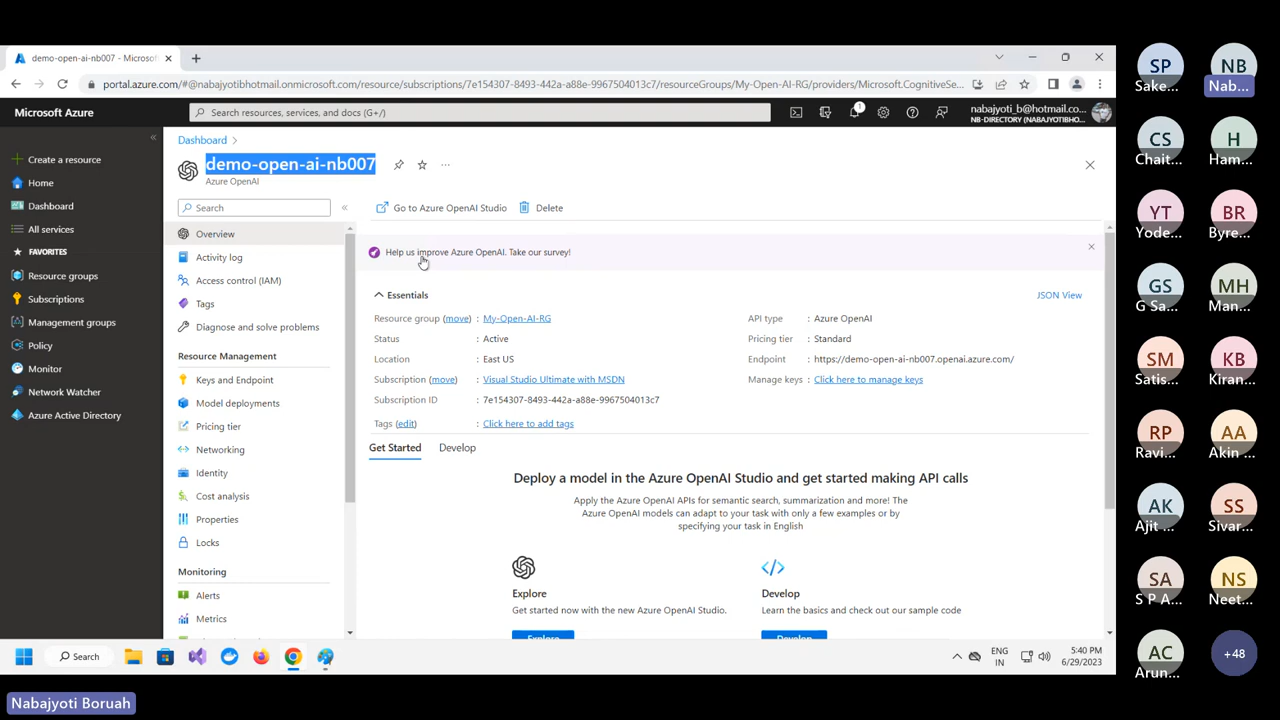 demo-open-ai-nb007 - Microsof
portal.azure.com/#@nabajyotibhotmail.onmicrosoft.com/resource/subscriptions/7e154307-8493-442a-a88e-9967504013c7/resourceGroups/My-Open-AI-RG/providers/Microsoft.CognitiveSe...
Microsoft Azure
Search resources, services, and docs (G+/)
1
nabajyoti_b@hotmail.co...
NB-DIRECTORY (NABAJYOTIBHO...
Create a resource
Home
Dashboard
All services
FAVORITES
Resource groups
Subscriptions
Management groups
Policy
Monitor
Network Watcher
Azure Active Directory
Dashboard
demo-open-ai-nb007
Azure OpenAI
Search
Overview
Activity log
Access control (IAM)
Tags
Diagnose and solve problems
Resource Management
Keys and Endpoint
Model deployments
Pricing tier
Networking
Identity
Cost analysis
Properties
Locks
Monitoring
Alerts
Metrics
Go to Azure OpenAI Studio
Delete
Help us improve Azure OpenAI. Take our survey!
Essentials
JSON View
Resource group (move) : My-Open-AI-RG
Status : Active
Location : East US
Subscription (move) : Visual Studio Ultimate with MSDN
Subscription ID : 7e154307-8493-442a-a88e-9967504013c7
Tags (edit) : Click here to add tags
API type : Azure OpenAI
Pricing tier : Standard
Endpoint : https://demo-open-ai-nb007.openai.azure.com/
Manage keys : Click here to manage keys
Get Started Develop
Deploy a model in the Azure OpenAI Studio and get started making API calls
Apply the Azure OpenAI APIs for semantic search, summarization and more! The
Azure OpenAI models can adapt to your task with only a few examples or by
specifying your task in English
Explore
Get started now with the new Azure OpenAI Studio.
Explore
Develop
Learn the basics and check out our sample code
Develop
Search
ENG
IN
5:40 PM
6/29/2023
Nabajyoti Boruah
SP
Sake...
NB
Nab...
CS
Chait...
H
Ham...
YT
Yode...
BR
Byre...
GS
G Sa...
MH
Man...
SM
Satis...
KB
Kiran...
RP
Ravi...
AA
Akin ...
AK
Ajit ...
SS
Sivar...
SA
S P A...
NS
Neet...
AC
Arun...
+48